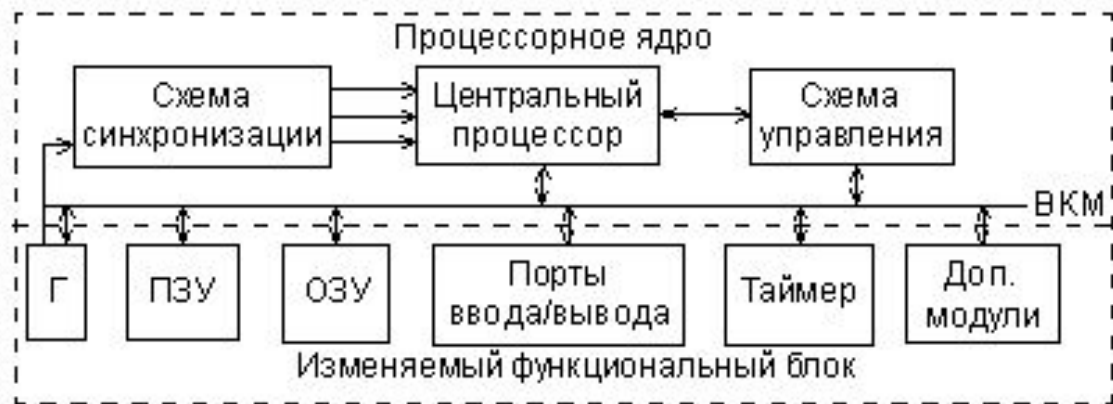 Процессорное ядро
Схема
синхронизации
Центральный
процессор
Схема
управления
ВКМ
Г
ПЗУ
ОЗУ
Порты
ввода/вывода
Таймер
Доп.
модули
Изменяемый функциональный блок